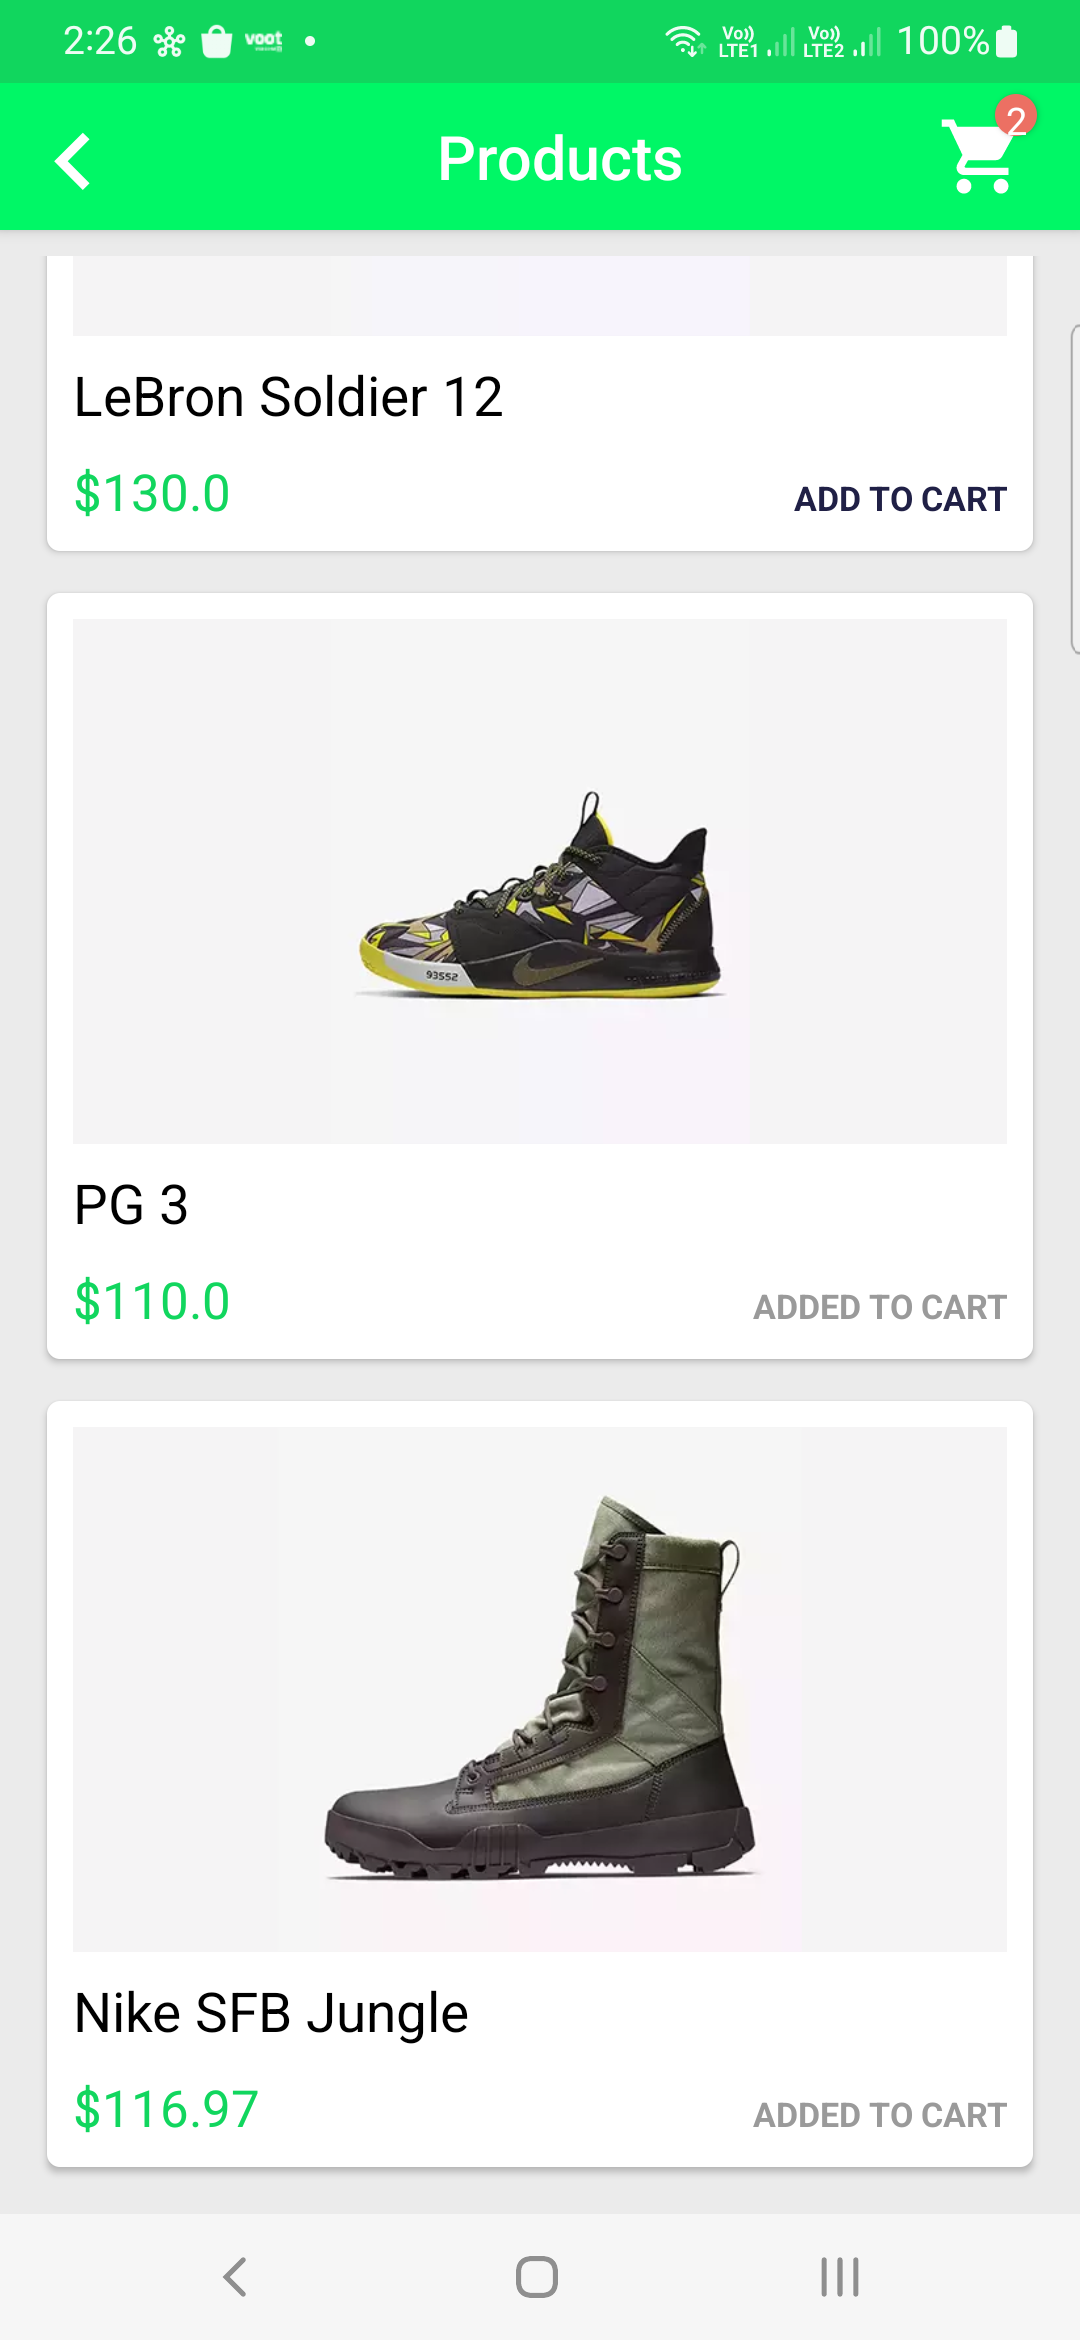 2:26 voot 100%
Vo)) LTE1 Vo)) LTE2
Products 2
LeBron Soldier 12
$130.0 ADD TO CART
93552
PG 3
$110.0 ADDED TO CART
Nike SFB Jungle
$116.97 ADDED TO CART